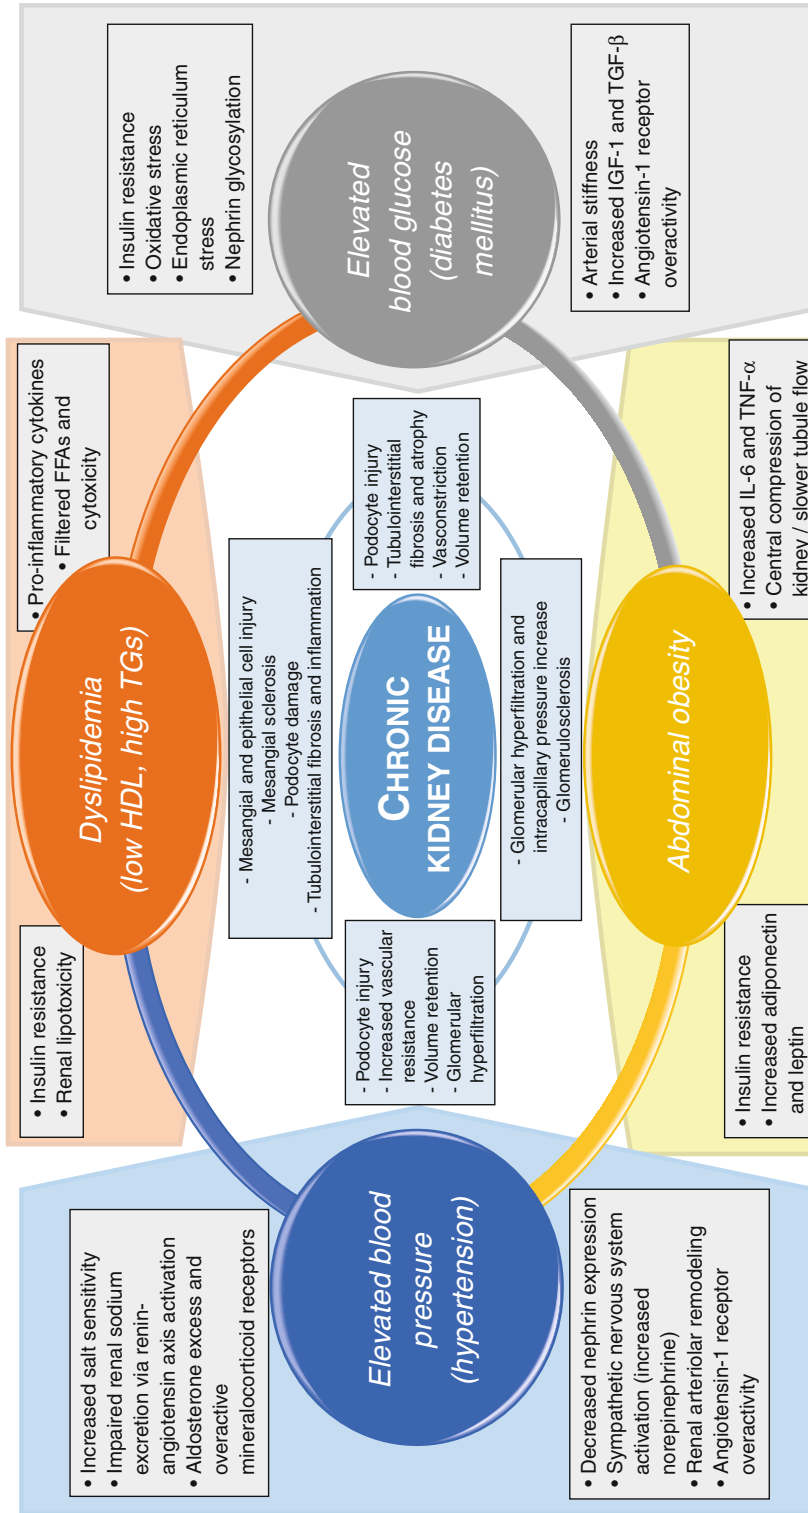 • Increased salt sensitivity
• Impaired renal sodium
excretion via renin-
angiotensin axis activation
• Aldosterone excess and
overactive
mineralocorticoid receptors
Elevated blood
pressure
(hypertension)
• Decreased nephrin expression
• Sympathetic nervous system
activation (increased
norepinephrine)
• Renal arteriolar remodeling
• Angiotensin-1 receptor
overactivity
• Insulin resistance
• Renal lipotoxicity
Dyslipidemia
(low HDL, high TGs)
• Pro-inflammatory cytokines
• Filtered FFAs and
cytoxicity
- Mesangial and epithelial cell injury
- Mesangial sclerosis
- Podocyte damage
- Tubulointerstitial fibrosis and inflammation
- Podocyte injury
- Increased vascular
resistance
- Volume retention
- Glomerular
hyperfiltration
CHRONIC
KIDNEY DISEASE
- Podocyte injury
- Tubulointerstitial
fibrosis and atrophy
- Vasconstriction
- Volume retention
- Glomerular hyperfiltration and
intracapillary pressure increase
- Glomerulosclerosis
• Insulin resistance
• Increased adiponectin
and leptin
Abdominal obesity
• Increased IL-6 and TNF-α
• Central compression of
kidney / slower tubule flow
• Insulin resistance
• Oxidative stress
• Endoplasmic reticulum
stress
• Nephrin glycosylation
Elevated
blood glucose
(diabetes
mellitus)
• Arterial stiffness
• Increased IGF-1 and TGF-β
• Angiotensin-1 receptor
overactivity